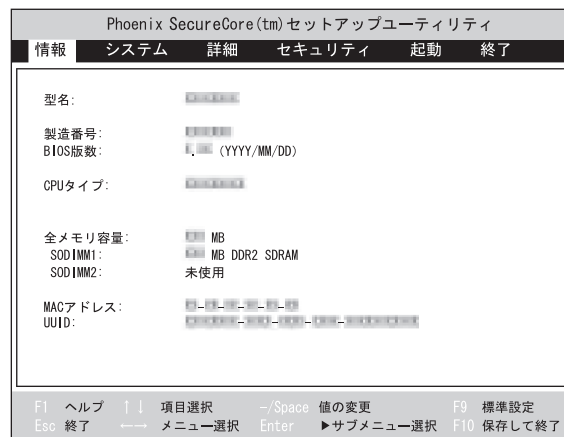 Phoenix SecureCore(tm)セットアップユーティリティ
情報 システム 詳細 セキュリティ 起動 終了
型名:
製造番号:
BIOS版数: . (YYYY/MM/DD)
CPUタイプ:
全メモリ容量: MB
SODIMM1: MB DDR2 SDRAM
SODIMM2: 未使用
MACアドレス: - - - - -
UUID: - - - -
F1 ヘルプ ↑↓ 項目選択 -/Space 値の変更 F9 標準設定
Esc 終了 ←→ メニュー選択 Enter ▶サブメニュー選択 F10 保存して終了